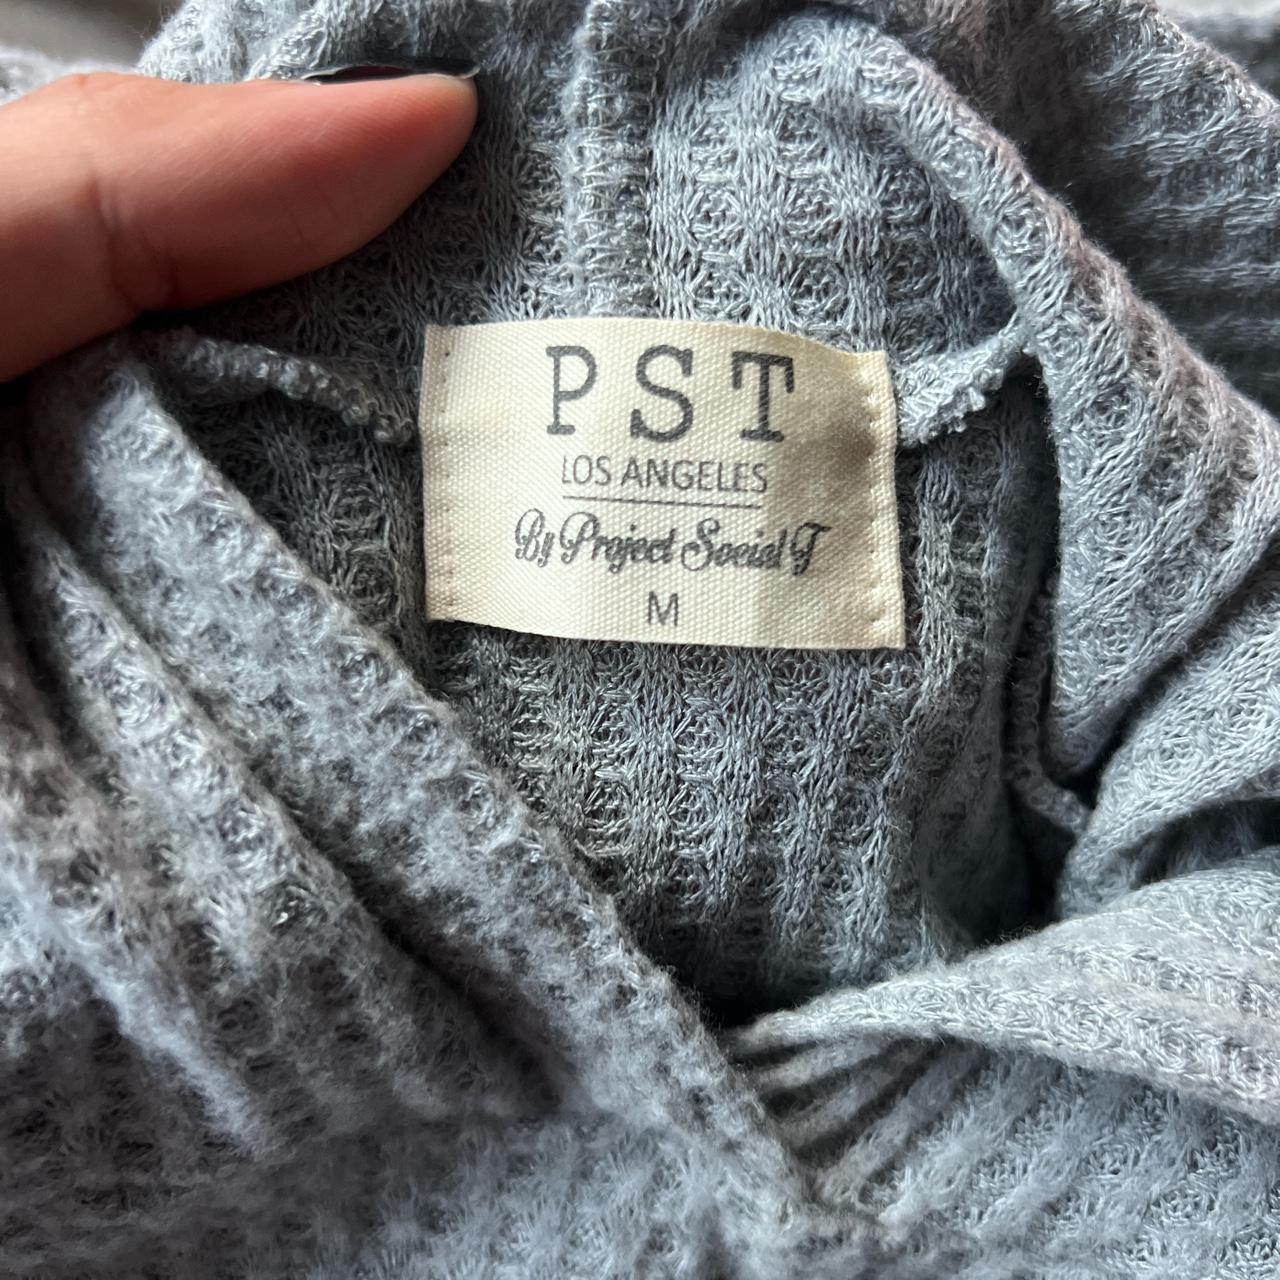 PST
LOS ANGELES
By Project Social T
M